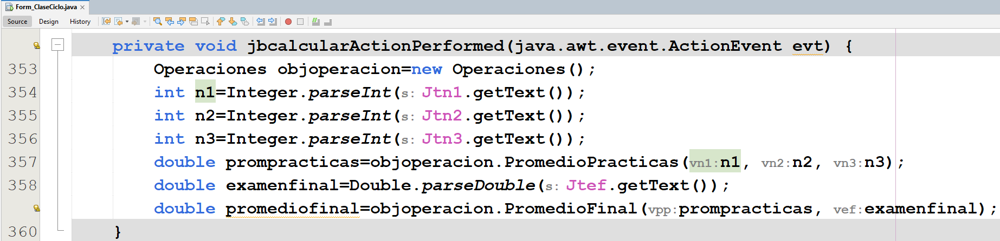 Form_ClaseCiclo.java
Source Design History
private void jbcalcularActionPerformed(java.awt.event.ActionEvent evt) {
353 Operaciones objoperacion=new Operaciones();
354 int n1=Integer.parseInt(s: Jtn1.getText());
355 int n2=Integer.parseInt(s: Jtn2.getText());
356 int n3=Integer.parseInt(s: Jtn3.getText());
357 double prompracticas=objoperacion.PromedioPracticas(vn1:n1, vn2:n2, vn3:n3);
358 double examenfinal=Double.parseDouble(s: Jtef.getText());
double promediofinal=objoperacion.PromedioFinal(vpp:prompracticas, vef:examenfinal);
360 }